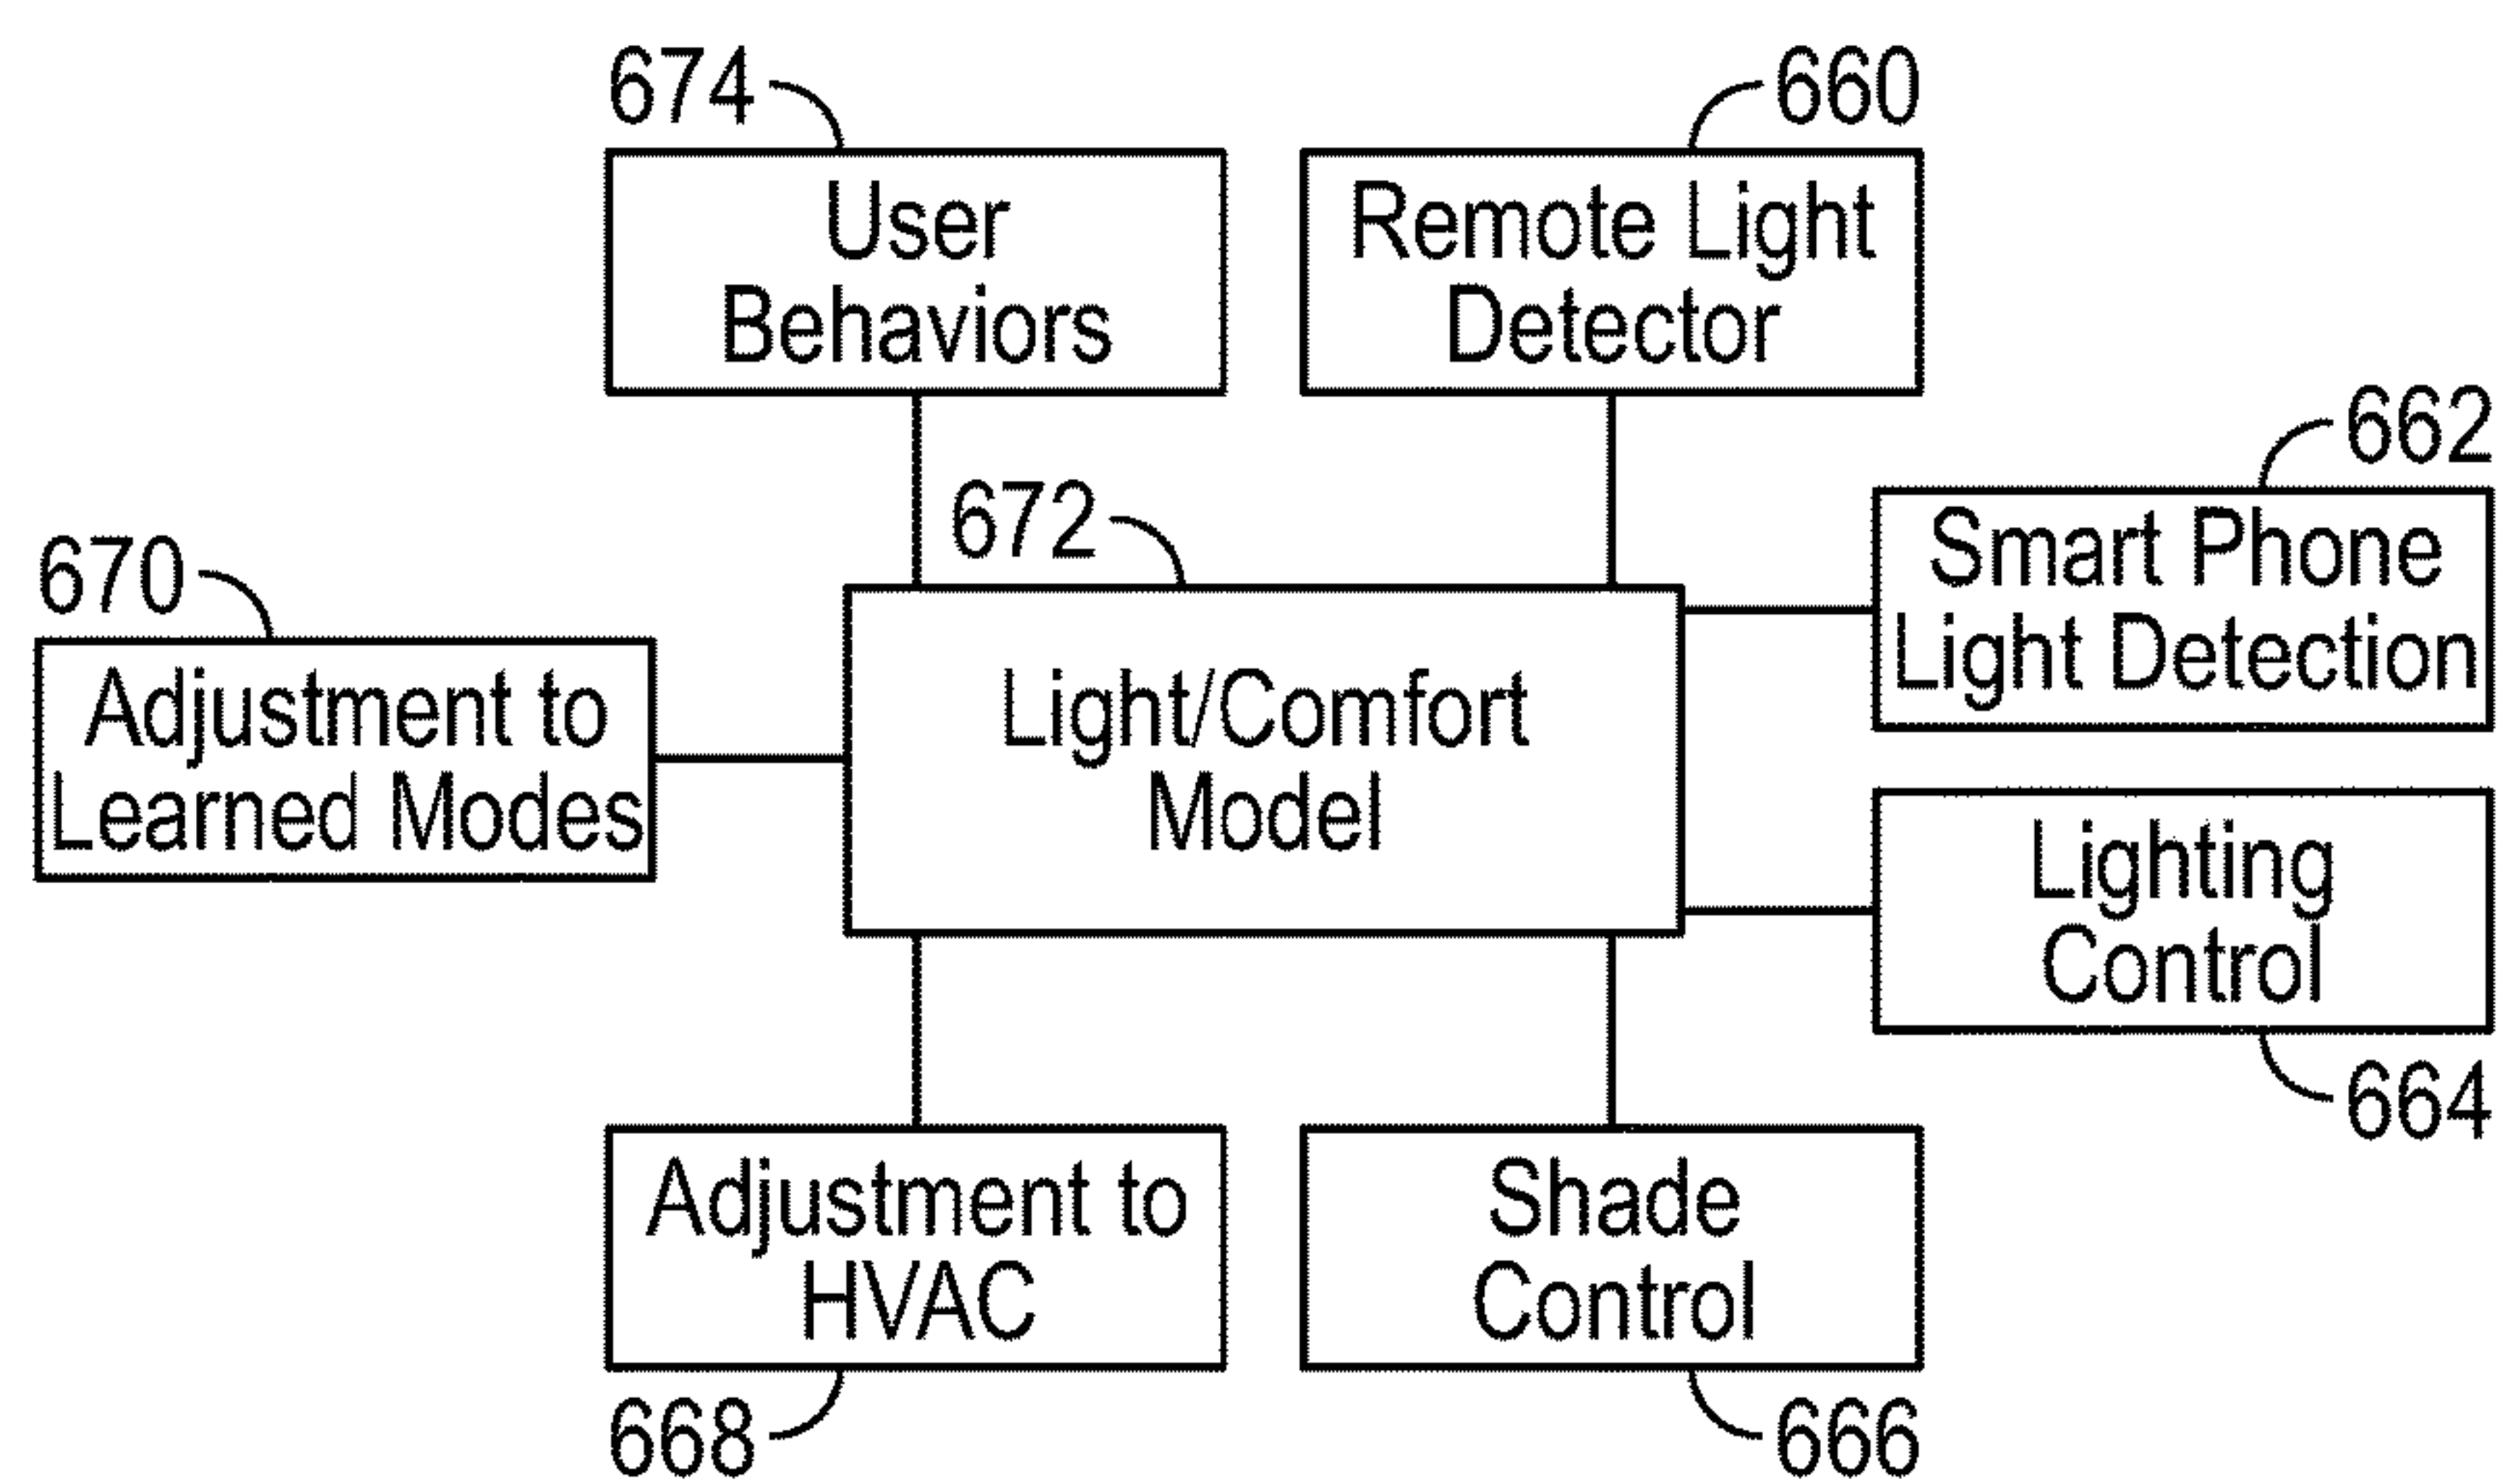 674
660
User
Behaviors
Remote Light
Detector
662
672
Smart Phone
Light Detection
670
Adjustment to
Learned Modes
Light/Comfort
Model
Lighting
Control
664
Adjustment to
HVAC
Shade
Control
668
666